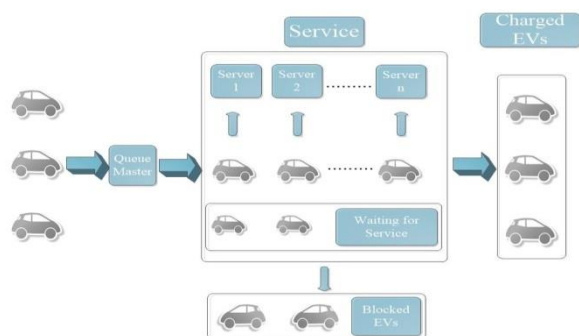 Service
Charged
EVs
Server
1
Server
2
Server
n
Queue
Master
Waiting for
Service
Blocked
EVs